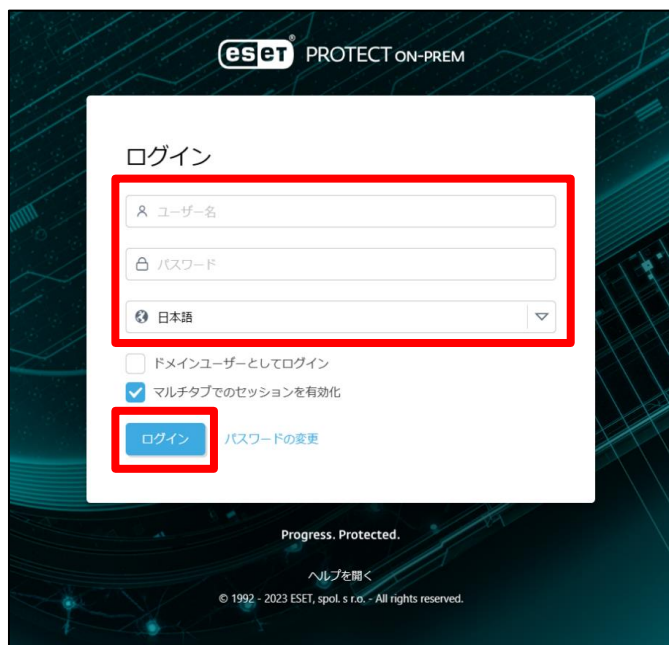 eset® PROTECT ON-PREM
ログイン
ユーザー名
パスワード
日本語
ドメインユーザーとしてログイン
マルチタブでのセッションを有効化
ログイン パスワードの変更
Progress. Protected.
ヘルプを開く
© 1992 - 2023 ESET, spol. s r.o. - All rights reserved.